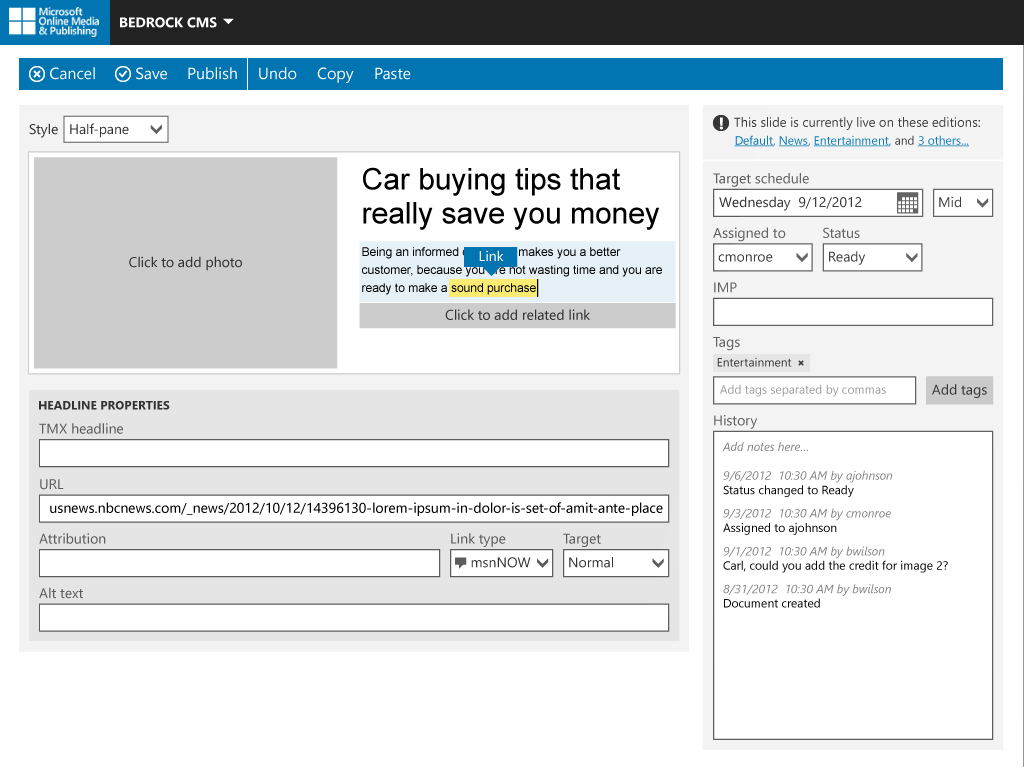 Microsoft
Online Media
& Publishing
BEDROCK CMS
Cancel
Save
Publish
Undo
Copy
Paste
Style
Half-pane
Click to add photo
Car buying tips that
really save you money
Being an informed makes you a better
customer, because you are not wasting time and you are
ready to make a sound purchase
Link
Click to add related link
HEADLINE PROPERTIES
TMX headline
URL
usnews.nbcnews.com/_news/2012/10/12/14396130-lorem-ipsum-in-dolor-is-set-of-amit-ante-place
Attribution
Link type
msnNOW
Target
Normal
Alt text
This slide is currently live on these editions:
Default, News, Entertainment, and 3 others...
Target schedule
Wednesday 9/12/2012
Mid
Assigned to
cmonroe
Status
Ready
IMP
Tags
Entertainment ×
Add tags separated by commas
Add tags
History
Add notes here...
9/6/2012 10:30 AM by ajohnson
Status changed to Ready
9/3/2012 10:30 AM by cmonroe
Assigned to ajohnson
9/1/2012 10:30 AM by bwilson
Carl, could you add the credit for image 2?
8/31/2012 10:30 AM by bwilson
Document created